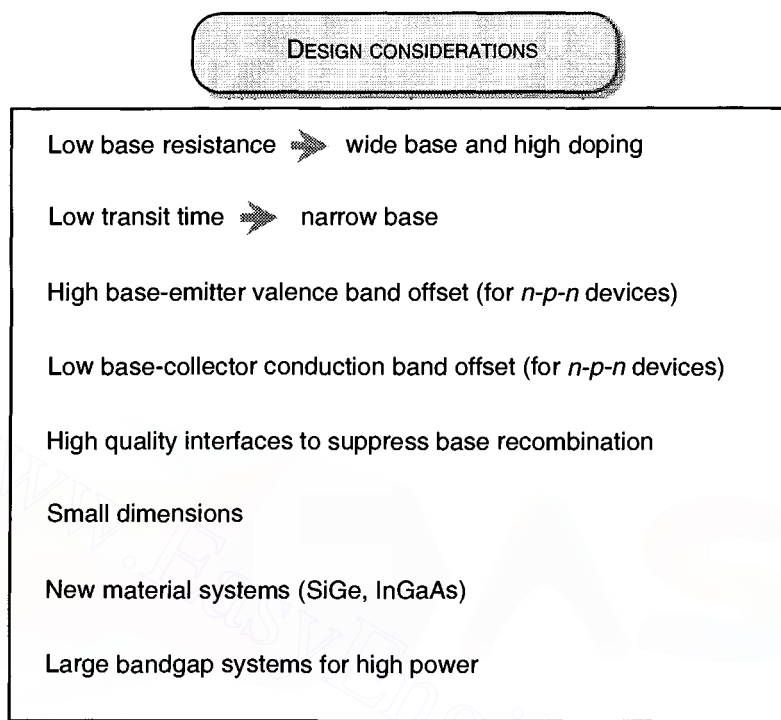 DESIGN CONSIDERATIONS
Low base resistance wide base and high doping
Low transit time narrow base
High base-emitter valence band offset (for n-p-n devices)
Low base-collector conduction band offset (for n-p-n devices)
High quality interfaces to suppress base recombination
Small dimensions
New material systems (SiGe, InGaAs)
Large bandgap systems for high power